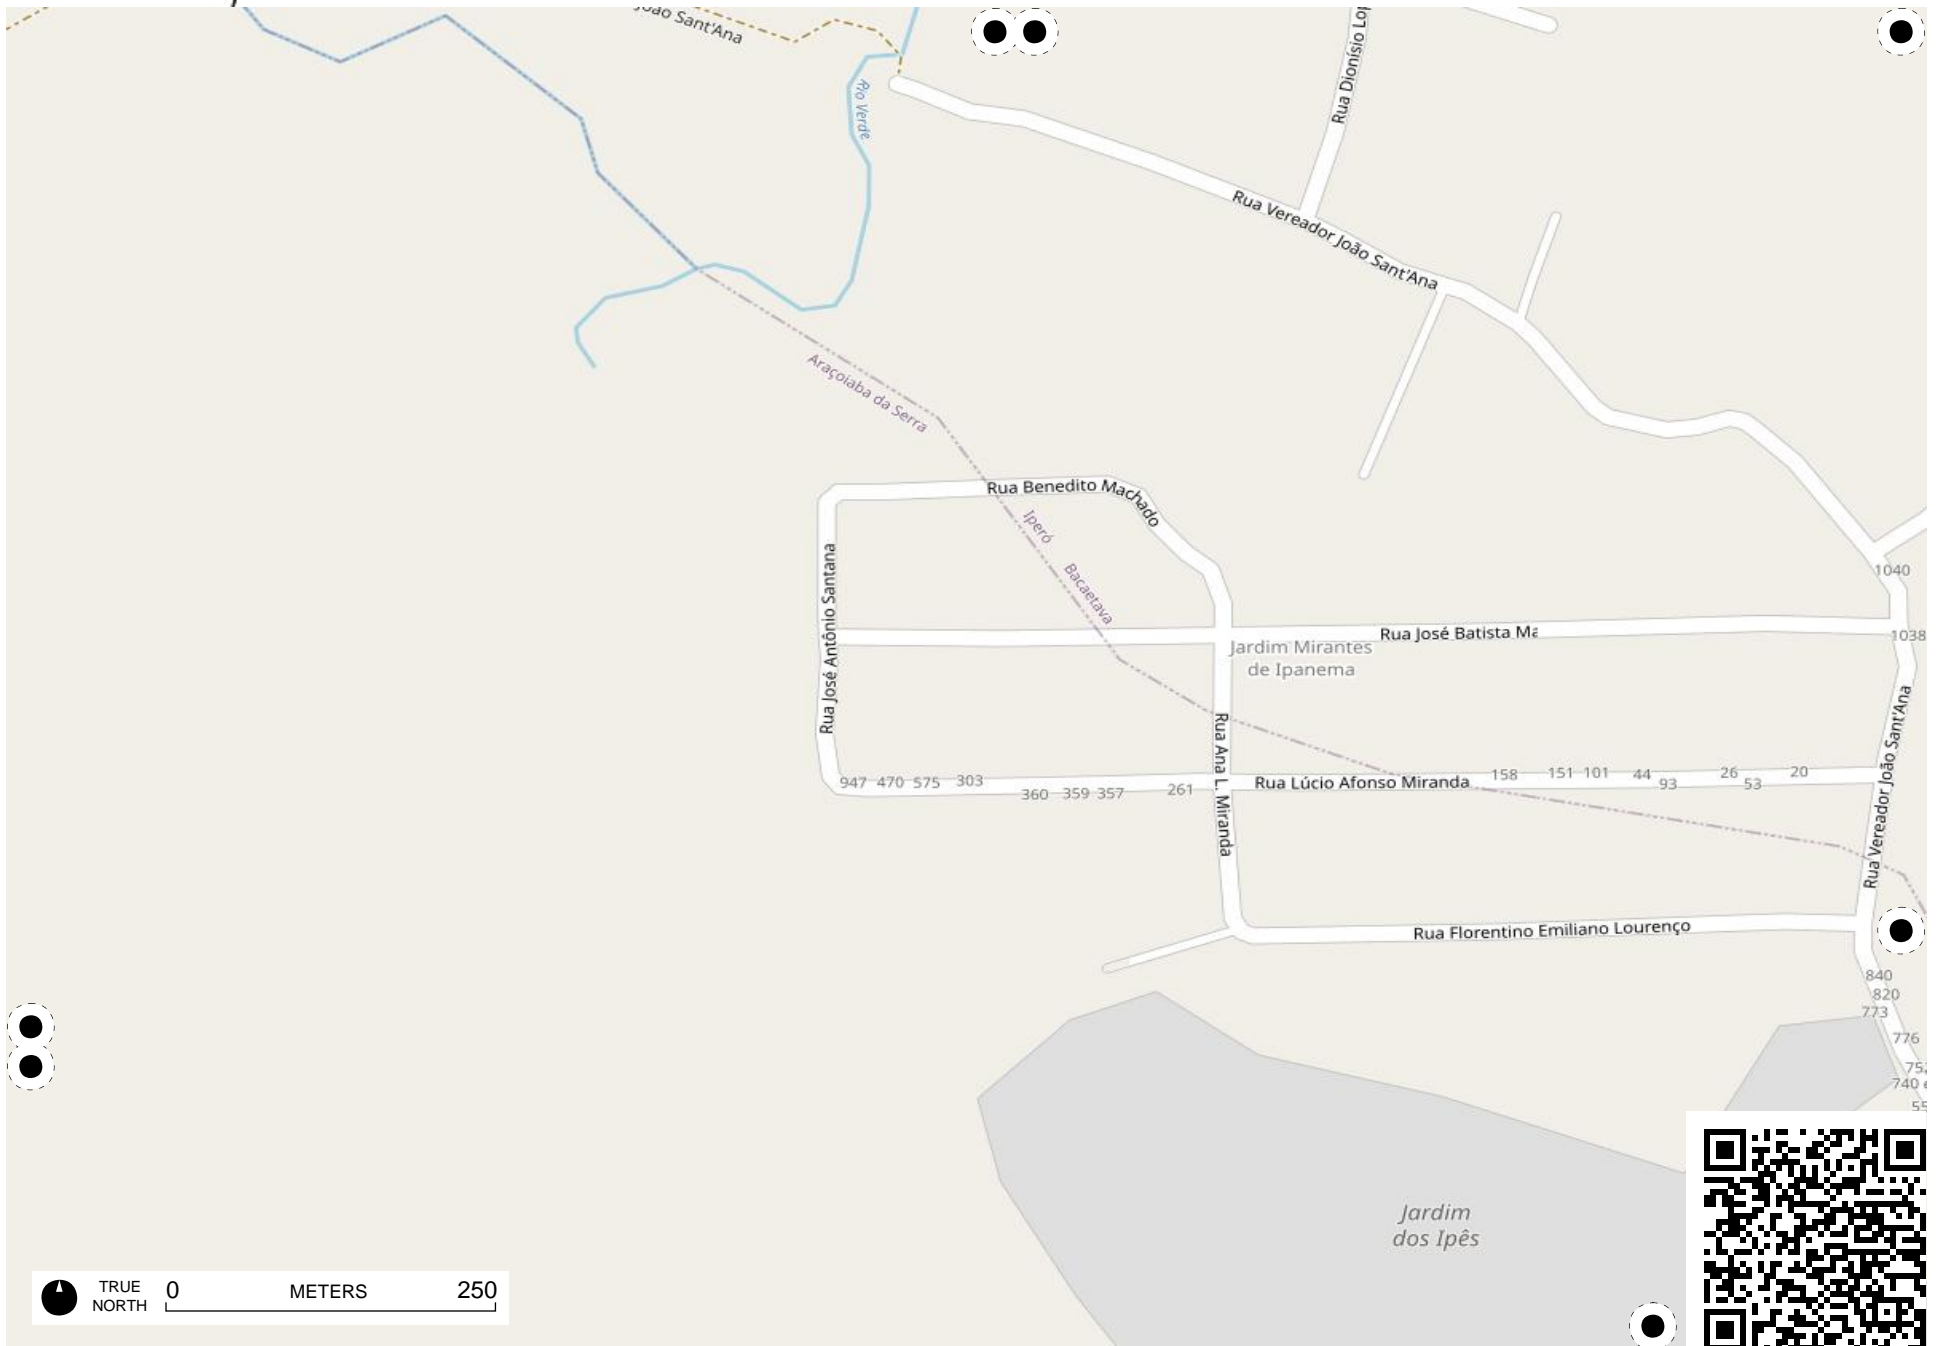 João Sant'Ana
Rio Verde
Rua Dionísio Lop
Rua Vereador João Sant'Ana
Araçoiaba da Serra
Rua Benedito Machado
Iperó
Bacaetava
Rua José Antônio Santana
1040
Rua José Batista Ma
1038
Jardim Mirantes
de Ipanema
Rua Ana L. Miranda
Rua Vereador João Sant'Ana
947 470 575 303
360 359 357 261
Rua Lúcio Afonso Miranda
158 151 101 44 26 20
93 53
Rua Florentino Emiliano Lourenço
840
820
773
776
752
740
55
Jardim
dos Ipês
TRUE
NORTH
0 METERS 250